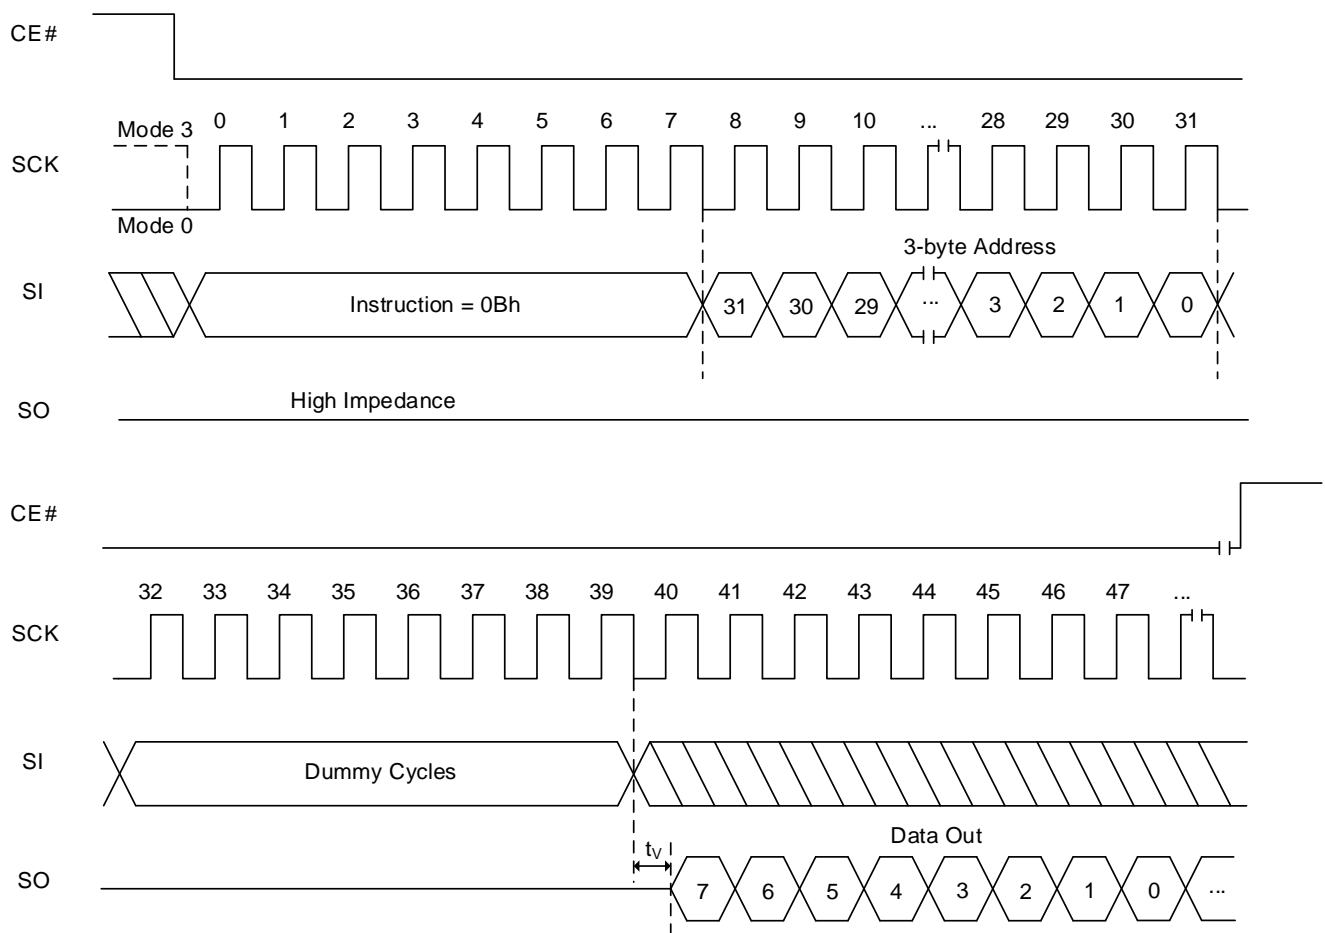 CE#
Mode 3
0 1 2 3 4 5 6 7 8 9 10 ... 28 29 30 31
SCK
Mode 0
3-byte Address
SI
Instruction = 0Bh
31 30 29 ... 3 2 1 0
High Impedance
SO
CE#
32 33 34 35 36 37 38 39 40 41 42 43 44 45 46 47 ...
SCK
SI
Dummy Cycles
Data Out
tV
SO
7 6 5 4 3 2 1 0 ...